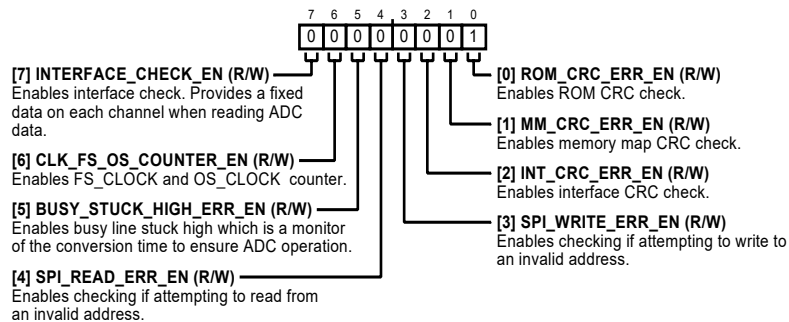 7 6 5 4 3 2 1 0
0 0 0 0 0 0 0 1
[7] INTERFACE_CHECK_EN (R/W)
Enables interface check. Provides a fixed
data on each channel when reading ADC
data.
[6] CLK_FS_OS_COUNTER_EN (R/W)
Enables FS_CLOCK and OS_CLOCK counter.
[5] BUSY_STUCK_HIGH_ERR_EN (R/W)
Enables busy line stuck high which is a monitor
of the conversion time to ensure ADC operation.
[4] SPI_READ_ERR_EN (R/W)
Enables checking if attempting to read from
an invalid address.
[0] ROM_CRC_ERR_EN (R/W)
Enables ROM CRC check.
[1] MM_CRC_ERR_EN (R/W)
Enables memory map CRC check.
[2] INT_CRC_ERR_EN (R/W)
Enables interface CRC check.
[3] SPI_WRITE_ERR_EN (R/W)
Enables checking if attempting to write to
an invalid address.